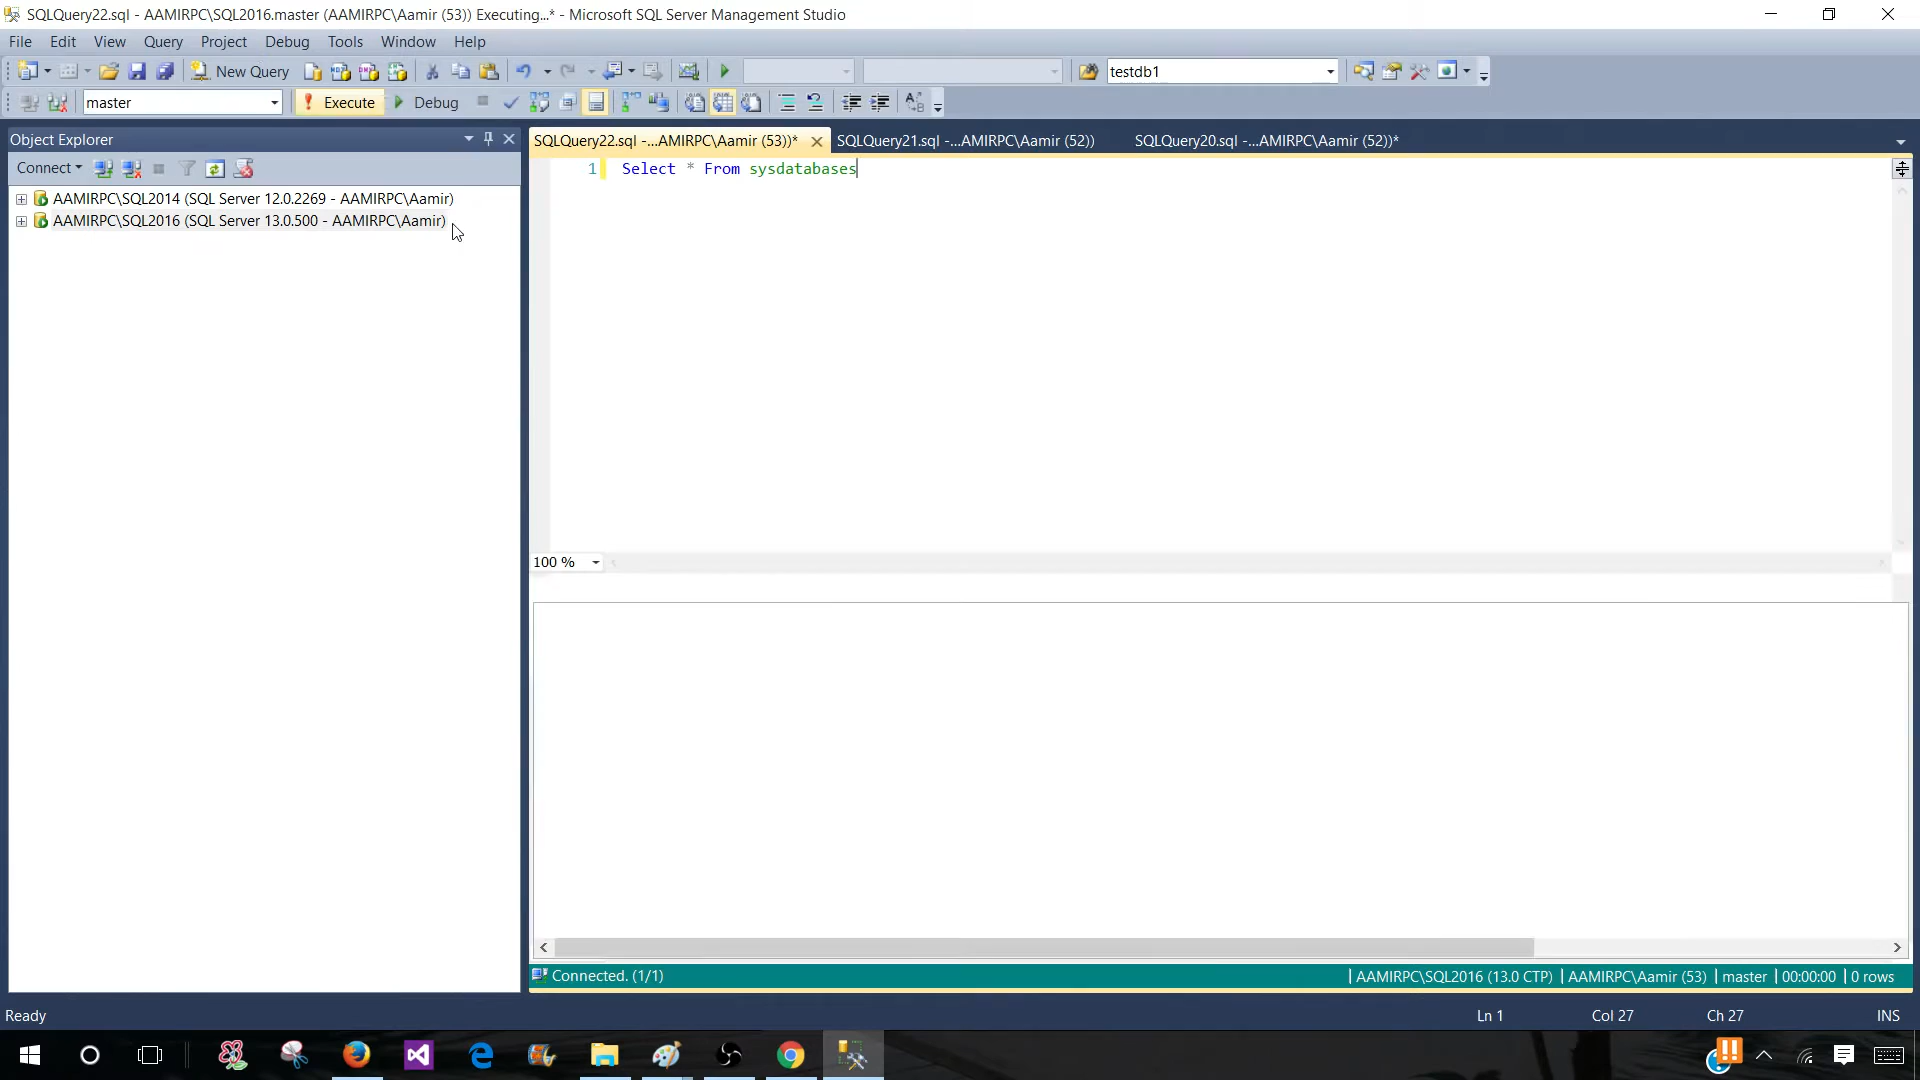 SQLQuery22.sql - AAMIRPC\SQL2016.master (AAMIRPC\Aamir (53)) Executing...* - Microsoft SQL Server Management Studio
File Edit View Query Project Debug Tools Window Help
New Query testdb1
master Execute Debug
Object Explorer
Connect
AAMIRPC\SQL2014 (SQL Server 12.0.2269 - AAMIRPC\Aamir)
AAMIRPC\SQL2016 (SQL Server 13.0.500 - AAMIRPC\Aamir)
SQLQuery22.sql -...AMIRPC\Aamir (53))* SQLQuery21.sql -...AMIRPC\Aamir (52)) SQLQuery20.sql -...AMIRPC\Aamir (52))*
1 Select * From sysdatabases
100 %
Connected. (1/1) AAMIRPC\SQL2016 (13.0 CTP) AAMIRPC\Aamir (53) master 00:00:00 0 rows
Ready Ln 1 Col 27 Ch 27 INS